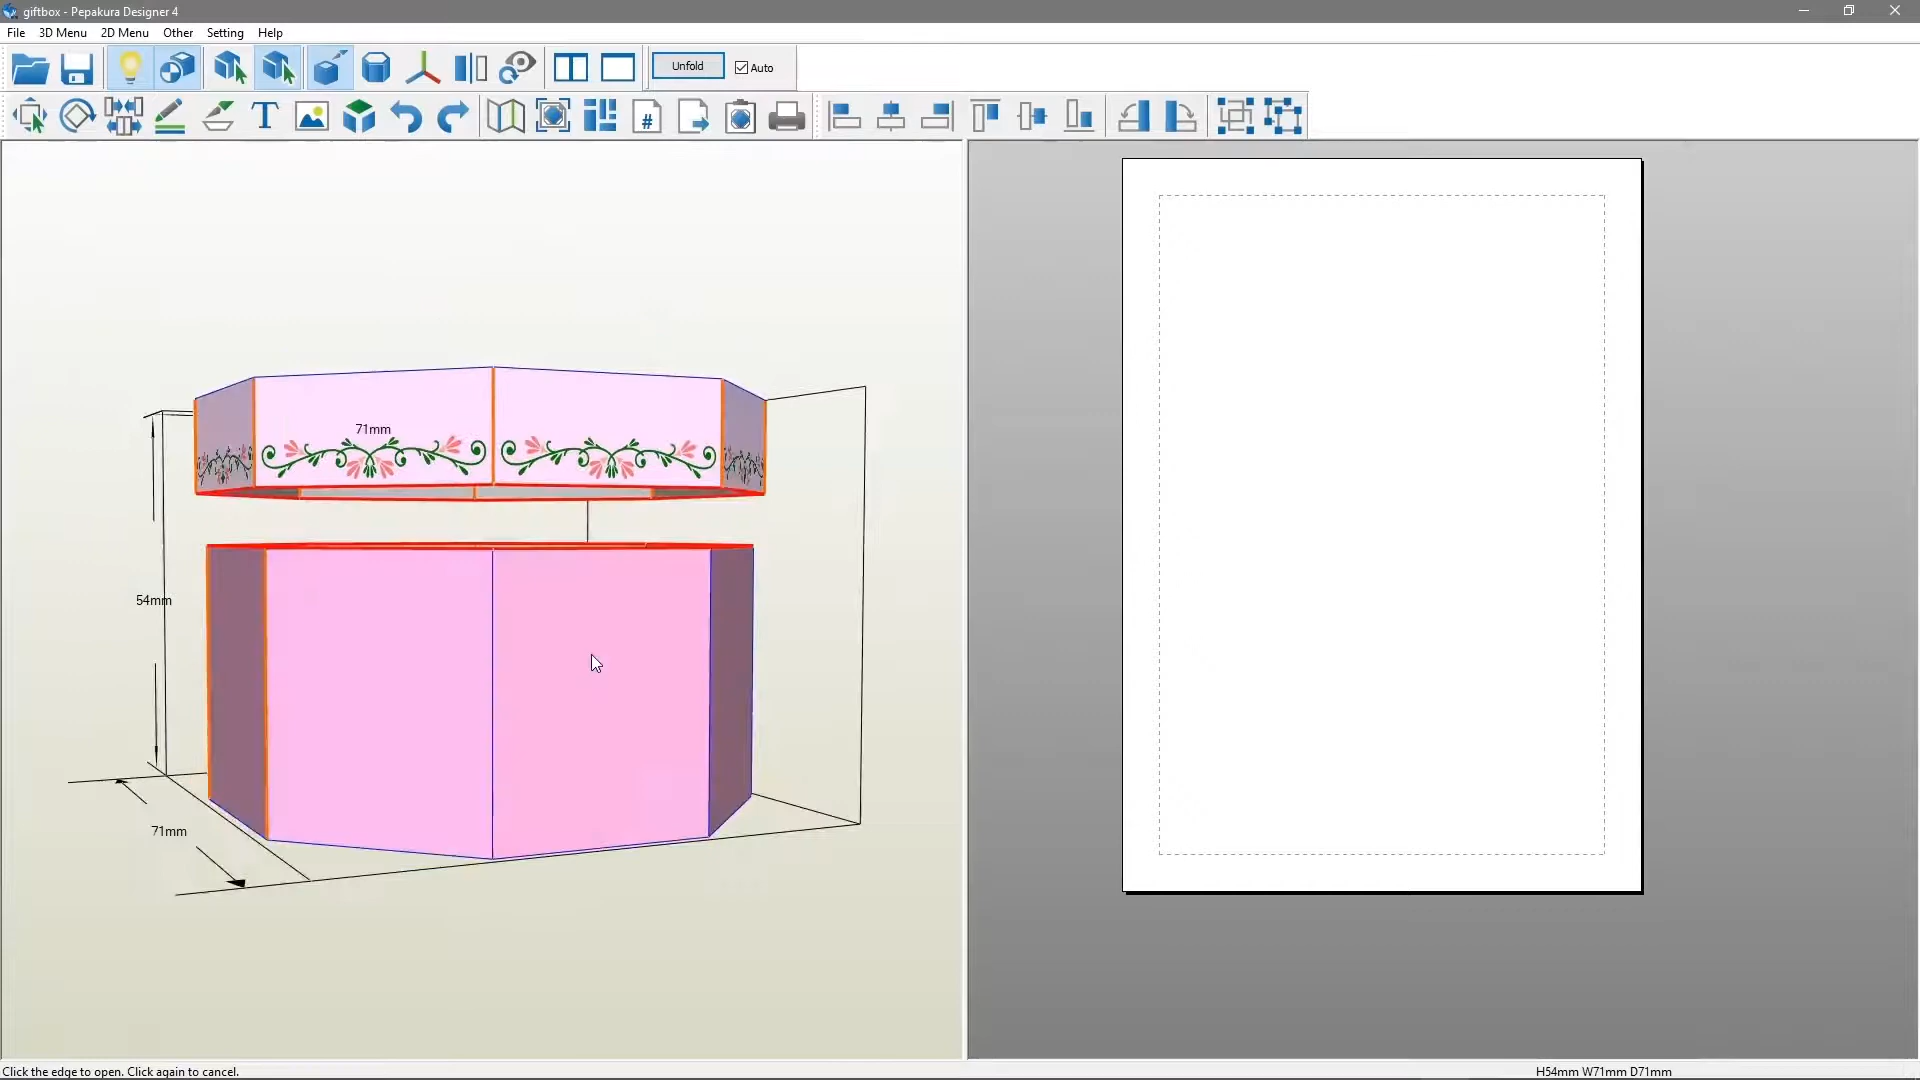 giftbox - Pepakura Designer 4
File 3D Menu 2D Menu Other Setting Help
Unfold Auto
T #
71mm
54mm
71mm
Click the edge to open. Click again to cancel.
H54mm W71mm D71mm